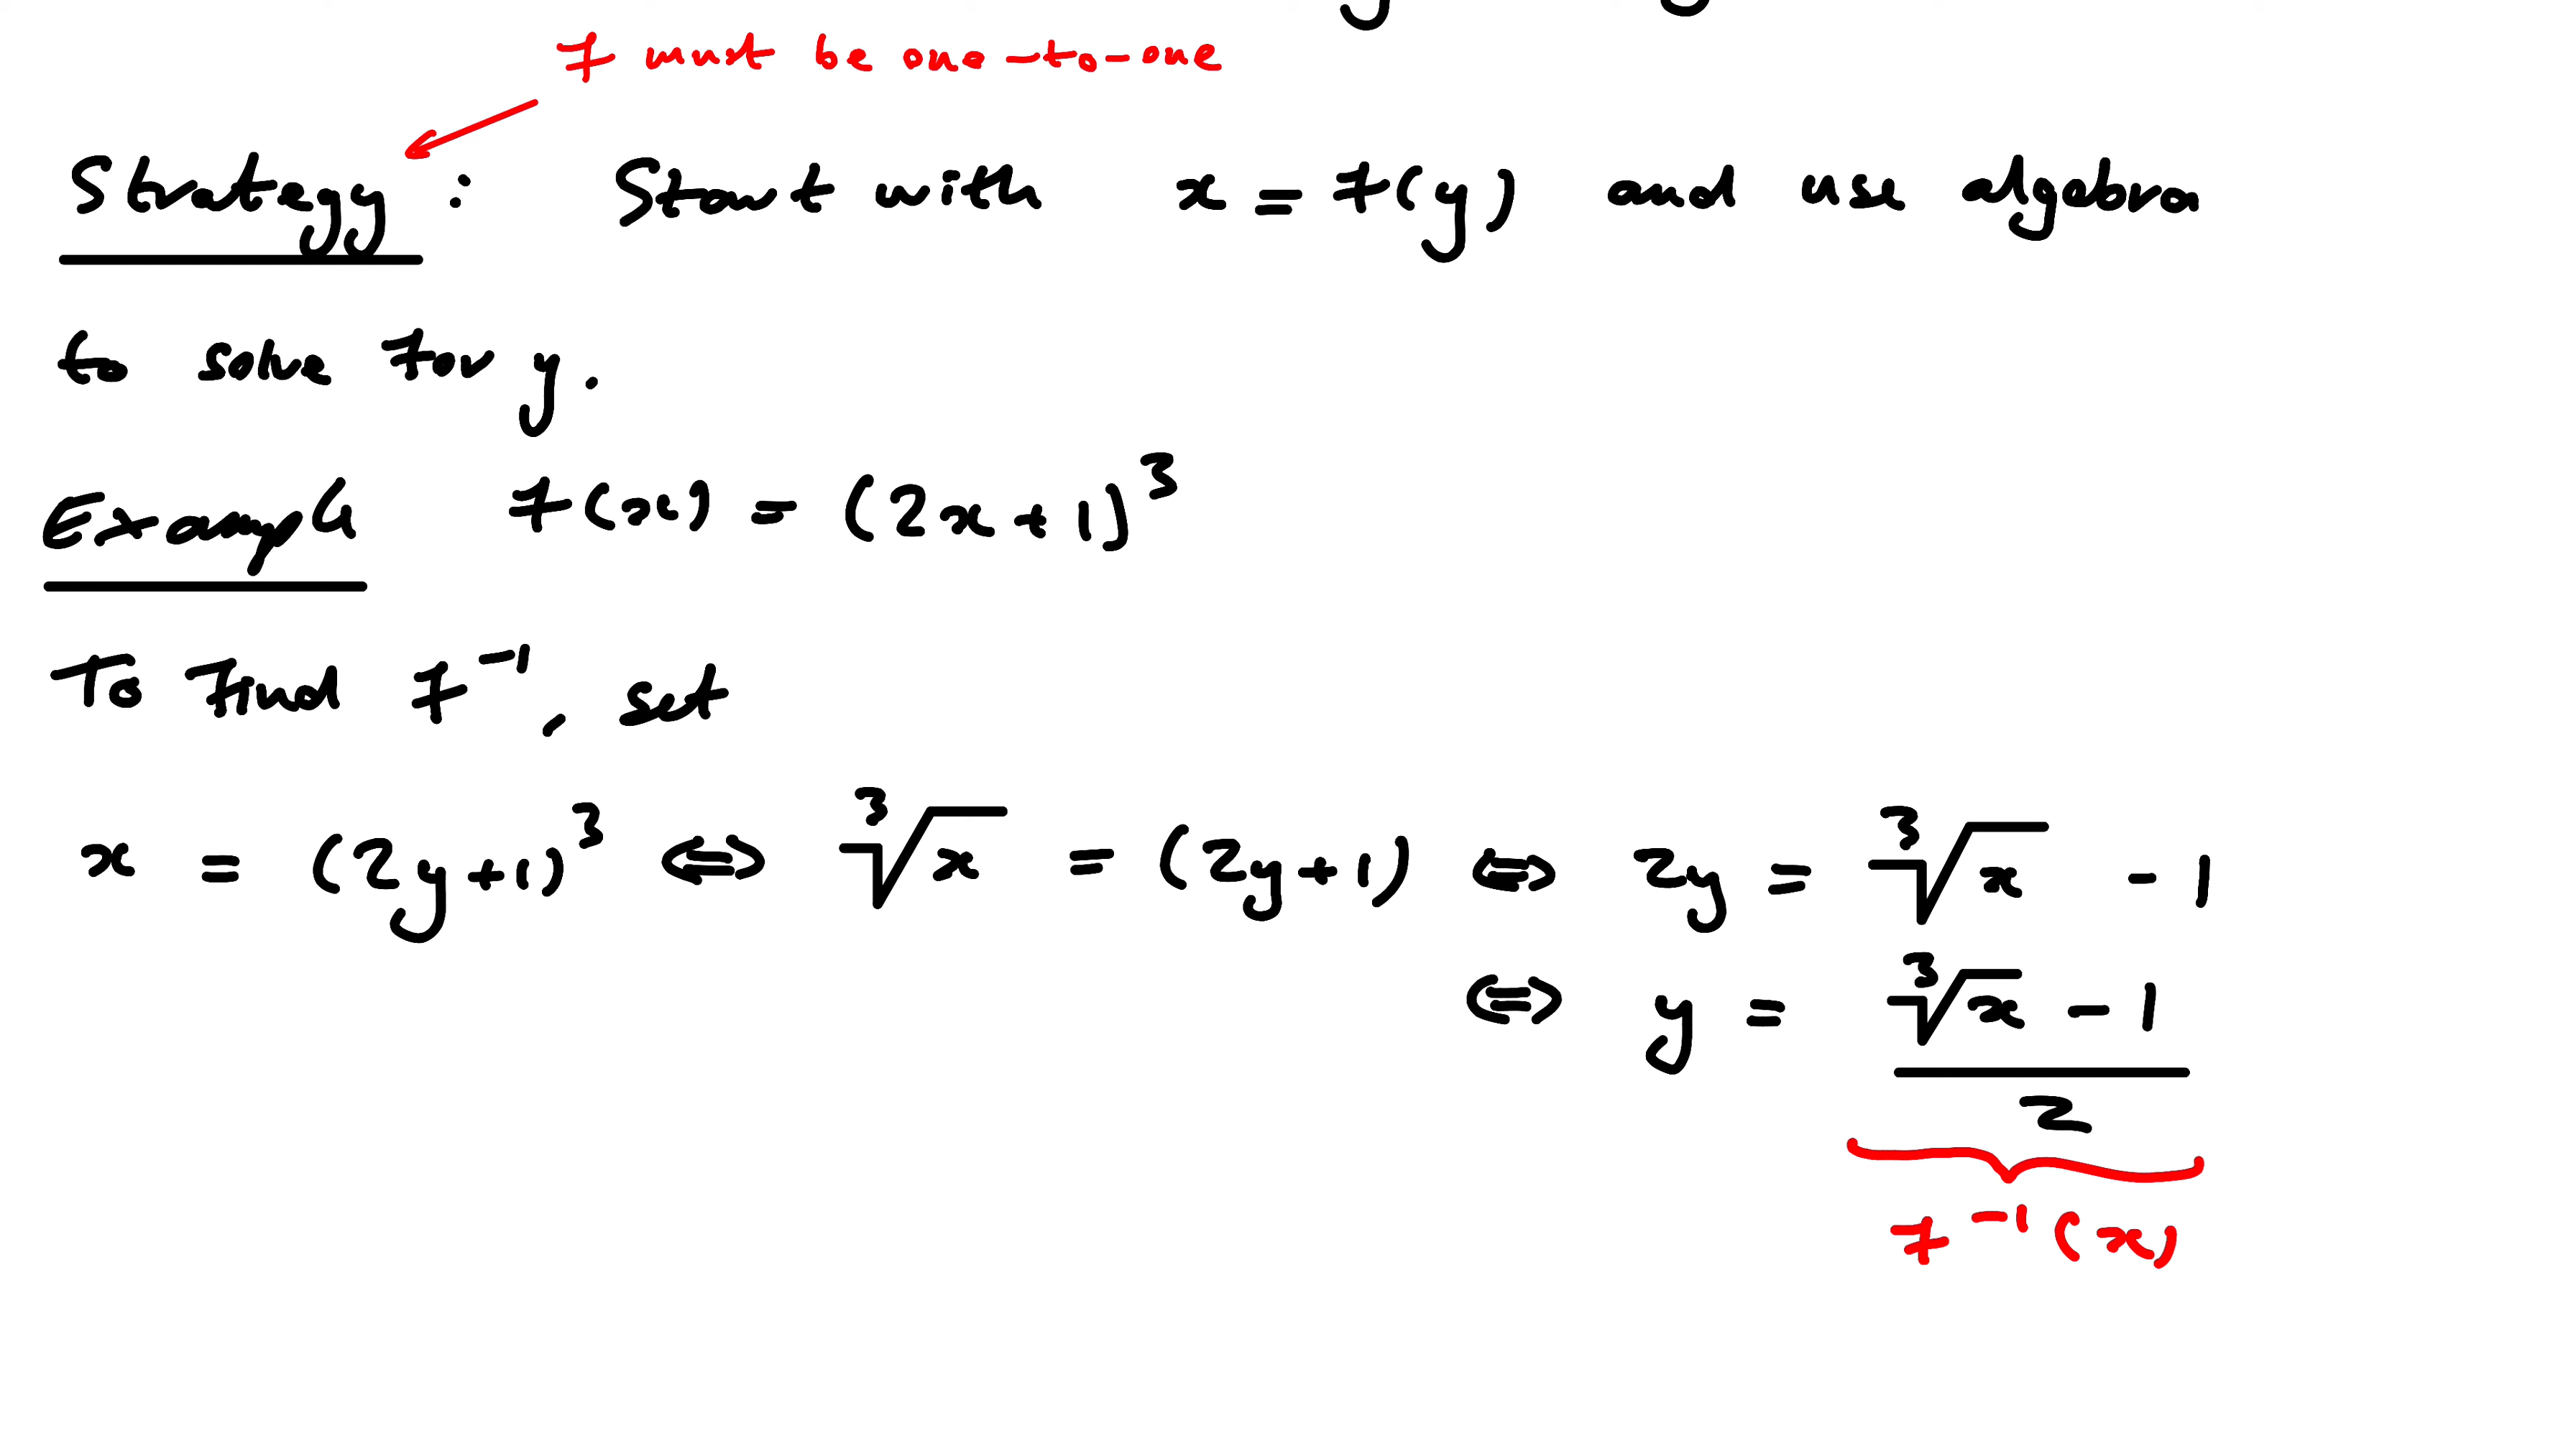 f must be one-to-one
Strategy : Start with x = f(y) and use algebra
to solve for y.
Example f(x) = (2x+1)³
To find f⁻¹, set
x = (2y+1)³ ⇔ ∛x = (2y+1) ⇔ 2y = ∛x - 1
⇔ y = (∛x - 1)/2
f⁻¹(x)